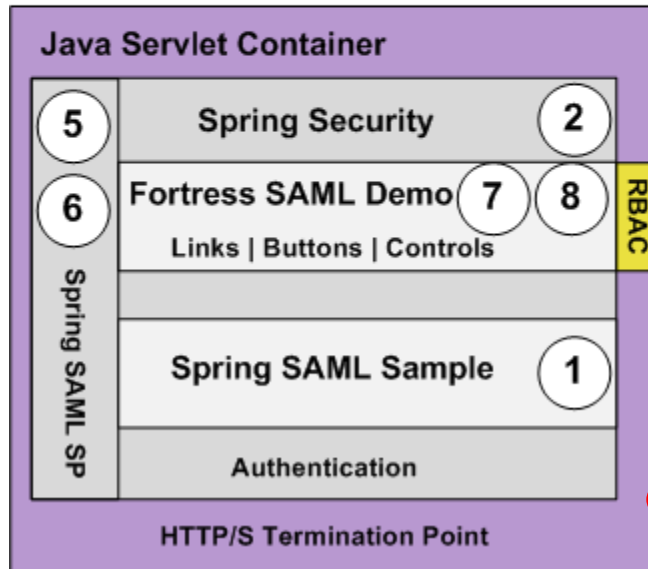 Java Servlet Container
5
Spring Security
2
6
Fortress SAML Demo
7
8
RBAC
Links | Buttons | Controls
Spring SAML SP
Spring SAML Sample
1
Authentication
HTTP/S Termination Point